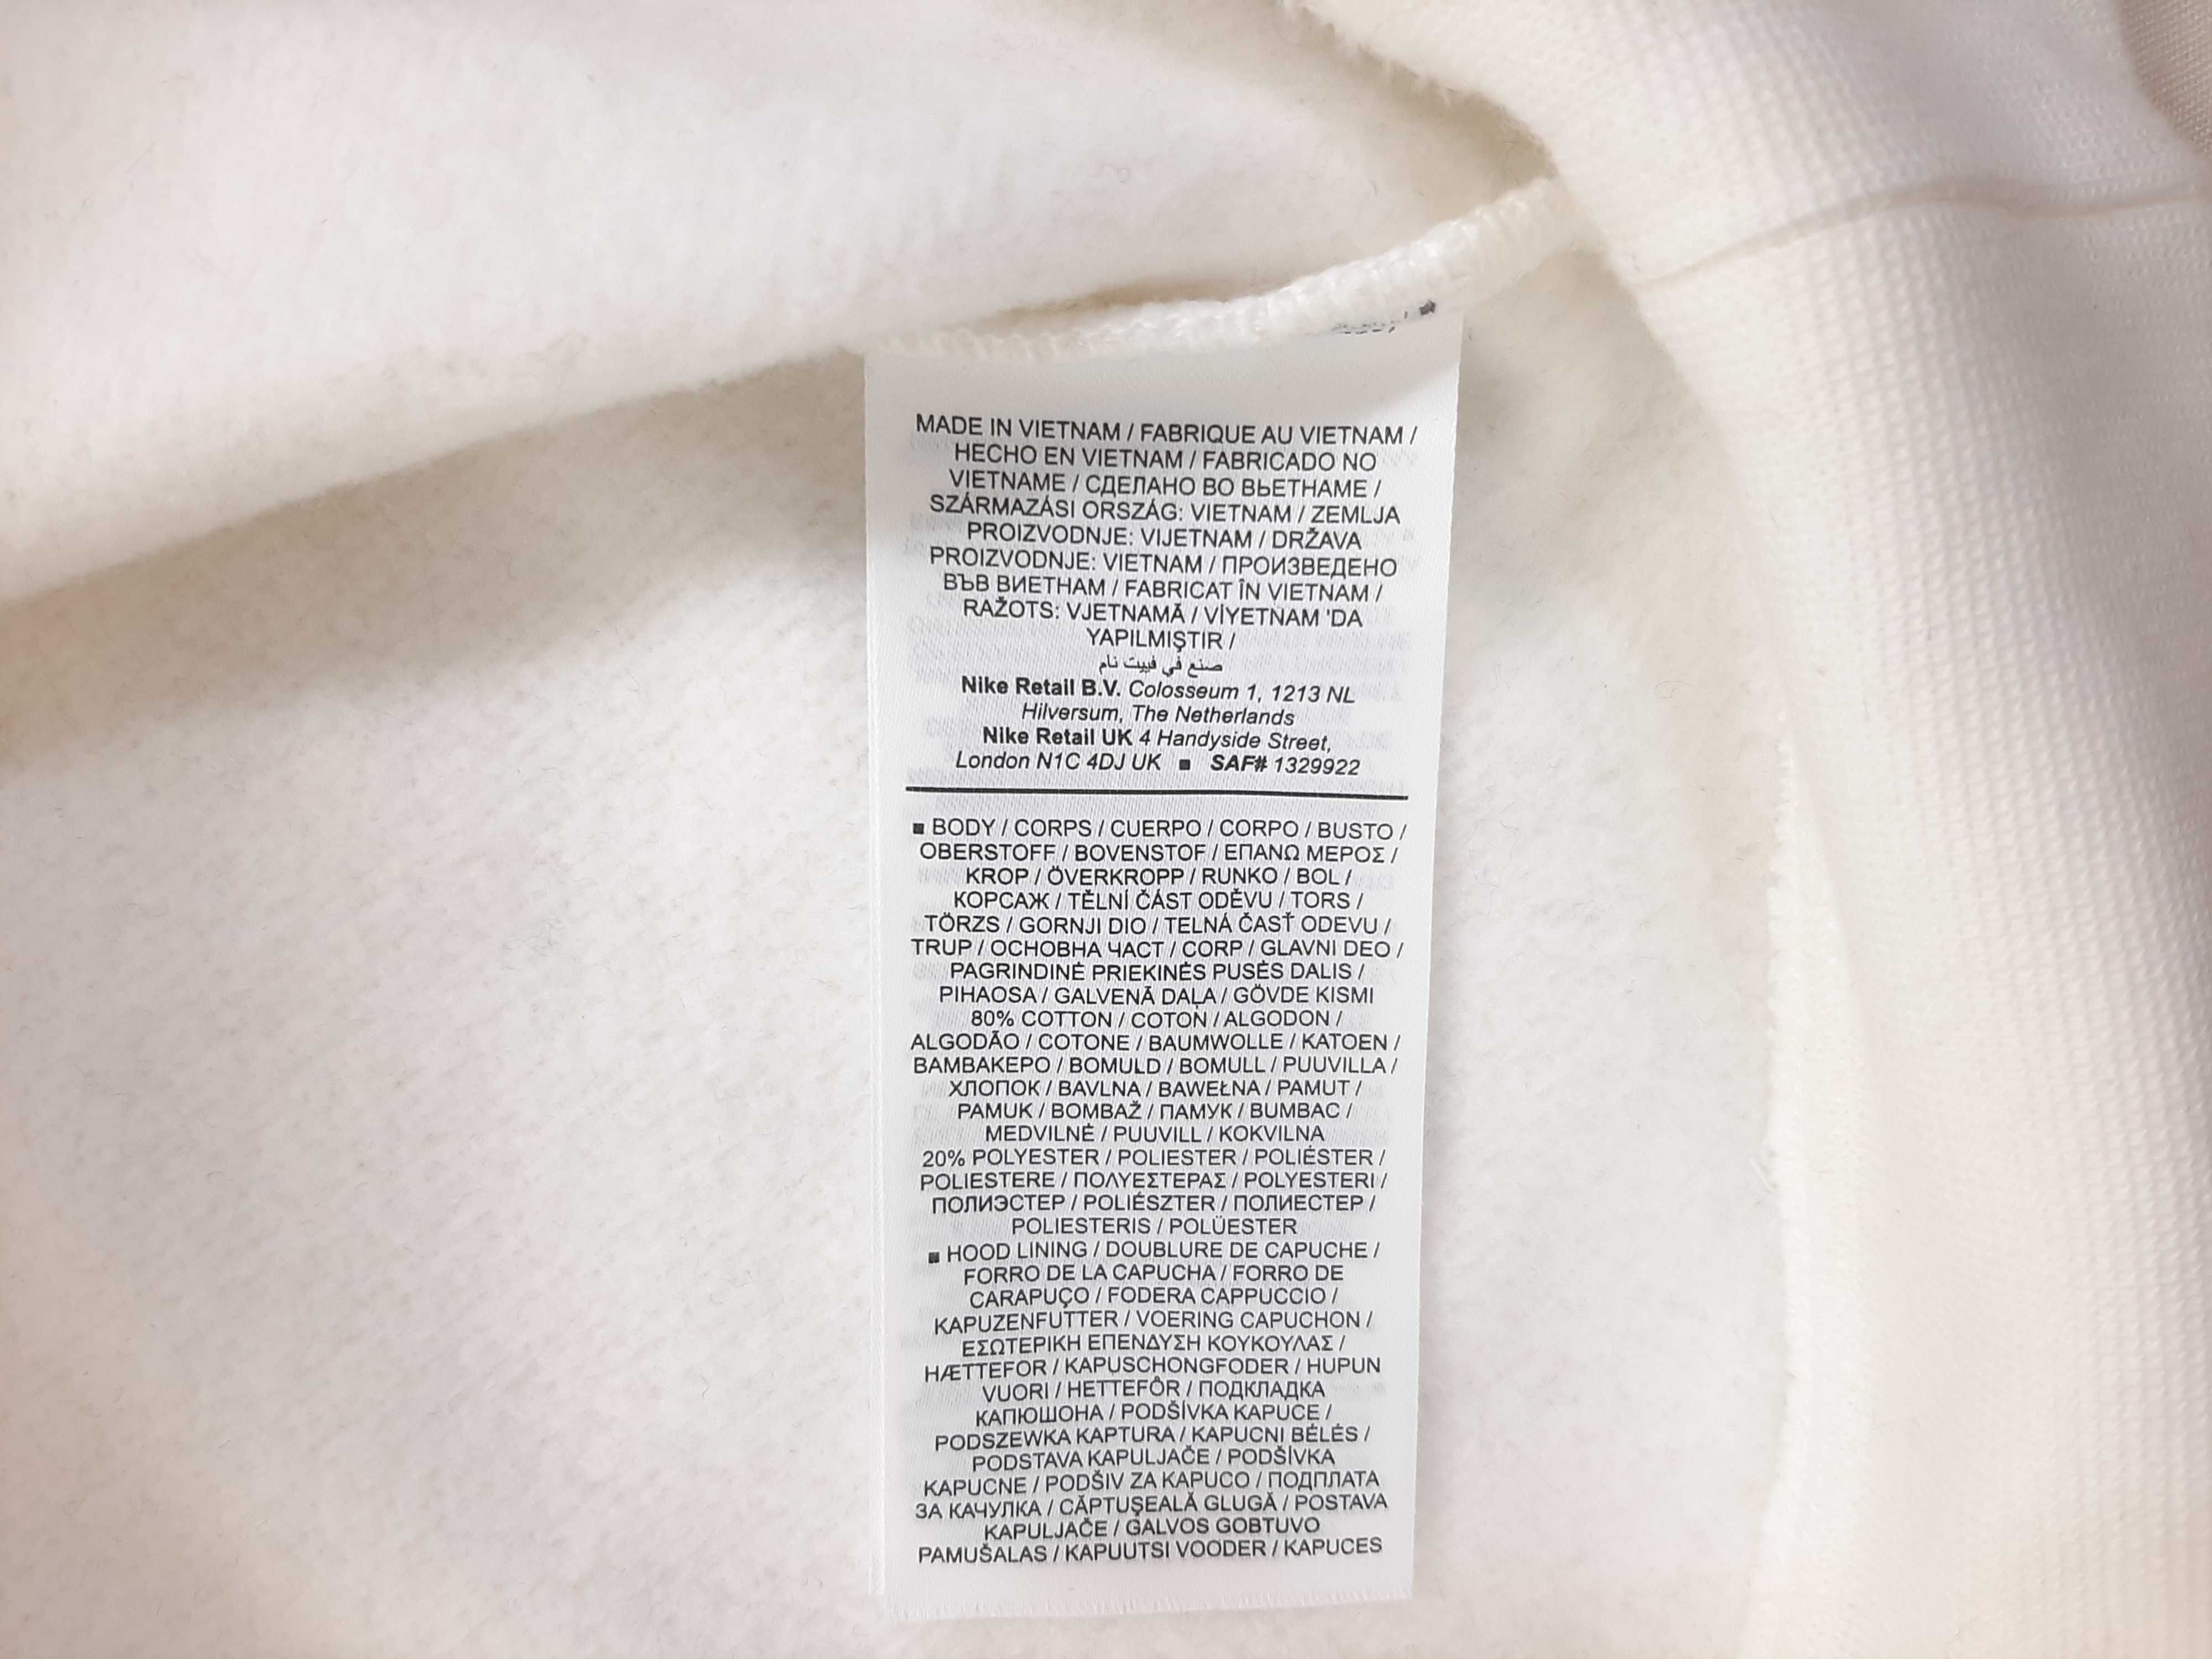 MADE IN VIETNAM / FABRIQUE AU VIETNAM /
HECHO EN VIETNAM / FABRICADO NO
VIETNAME / СДЕЛАНО ВО ВЬЕТНАМЕ /
SZÁRMAZÁSI ORSZÁG: VIETNAM / ZEMLJA
PROIZVODNJE: VIJETNAM / DRŽAVA
PROIZVODNJE: VIETNAM / ПРОИЗВЕДЕНО
ВЪВ ВИЕТНАМ / FABRICAT ÎN VIETNAM /
RAŽOTS: VJETNAMĀ / VİYETNAM 'DA
YAPILMIŞTIR /
صنع في فييت نام
Nike Retail B.V. Colosseum 1, 1213 NL
Hilversum, The Netherlands
Nike Retail UK 4 Handyside Street,
London N1C 4DJ UK ▪ SAF# 1329922
▪ BODY / CORPS / CUERPO / CORPO / BUSTO /
OBERSTOFF / BOVENSTOF / ΕΠΑΝΩ ΜΕΡΟΣ /
KROP / ÖVERKROPP / RUNKO / BOL /
КОРСАЖ / TĚLNÍ ČÁST ODĚVU / TORS /
TÖRZS / GORNJI DIO / TELNÁ ČASŤ ODEVU /
TRUP / ОСНОВНА ЧАСТ / CORP / GLAVNI DEO /
PAGRINDINĖ PRIEKINĖS PUSĖS DALIS /
PIHAOSA / GALVENĀ DAĻA / GÖVDE KISMI
80% COTTON / COTON / ALGODON /
ALGODÃO / COTONE / BAUMWOLLE / KATOEN /
ΒΑΜΒΑΚΕΡΟ / BOMULD / BOMULL / PUUVILLA /
ХЛОПОК / BAVLNA / BAWEŁNA / PAMUT /
PAMUK / BOMBAŽ / ПАМУК / BUMBAC /
MEDVILNĖ / PUUVILL / KOKVILNA
20% POLYESTER / POLIESTER / POLIÉSTER /
POLIESTERE / ΠΟΛΥΕΣΤΕΡΑΣ / POLYESTERI /
ПОЛИЭСТЕР / POLIÉSZTER / ПОЛИЕСТЕР /
POLIESTERIS / POLÜESTER
▪ HOOD LINING / DOUBLURE DE CAPUCHE /
FORRO DE LA CAPUCHA / FORRO DE
CARAPUÇO / FODERA CAPPUCCIO /
KAPUZENFUTTER / VOERING CAPUCHON /
ΕΣΩΤΕΡΙΚΗ ΕΠΕΝΔΥΣΗ ΚΟΥΚΟΥΛΑΣ /
HÆTTEFOR / KAPUSCHONGFODER / HUPUN
VUORI / HETTEFÔR / ПОДКЛАДКА
КАПЮШОНА / PODŠÍVKA KAPUCE /
PODSZEWKA KAPTURA / KAPUCNI BÉLÉS /
PODSTAVA KAPULJAČE / PODŠÍVKA
KAPUCNE / PODŠIV ZA KAPUCO / ПОДПЛАТА
ЗА КАЧУЛКА / CĂPTUŞEALĂ GLUGĂ / POSTAVA
KAPULJAČE / GALVOS GOBTUVO
PAMUŠALAS / KAPUUTSI VOODER / KAPUCES